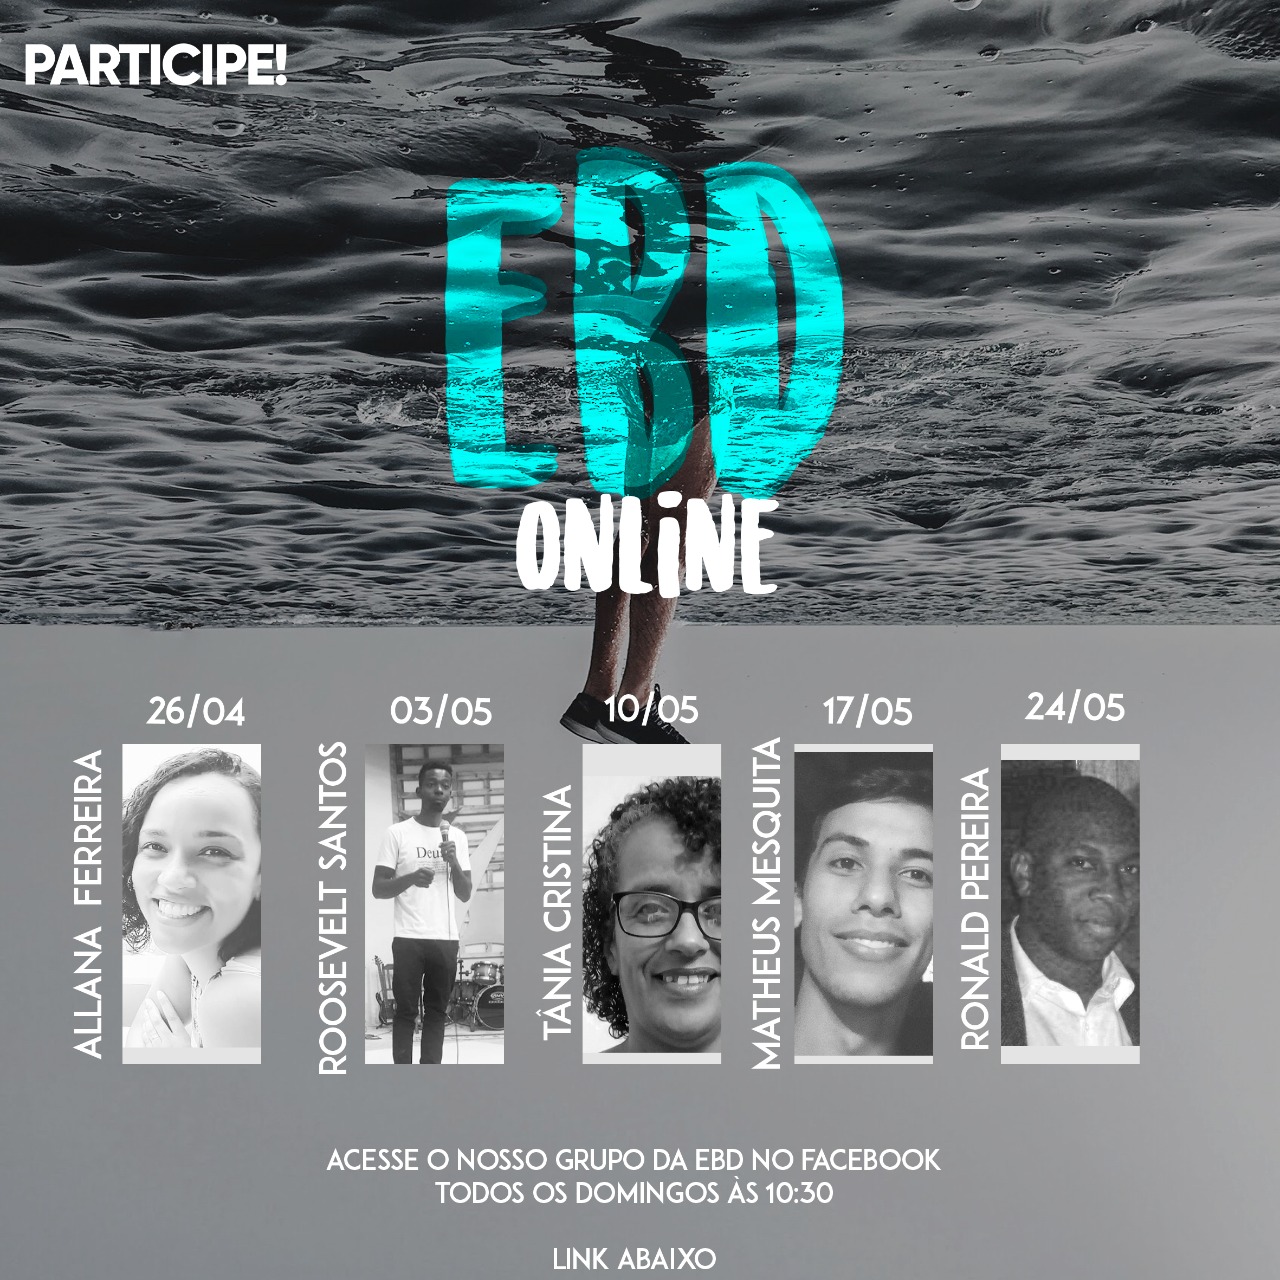 PARTICIPE!
EBD
ONLINE
26/04
03/05
10/05
17/05
24/05
ALLANA FERREIRA
ROOSEVELT SANTOS
TÂNIA CRISTINA
MATHEUS MESQUITA
RONALD PEREIRA
Deu
ACESSE O NOSSO GRUPO DA EBD NO FACEBOOK
TODOS OS DOMINGOS ÀS 10:30
LINK ABAIXO